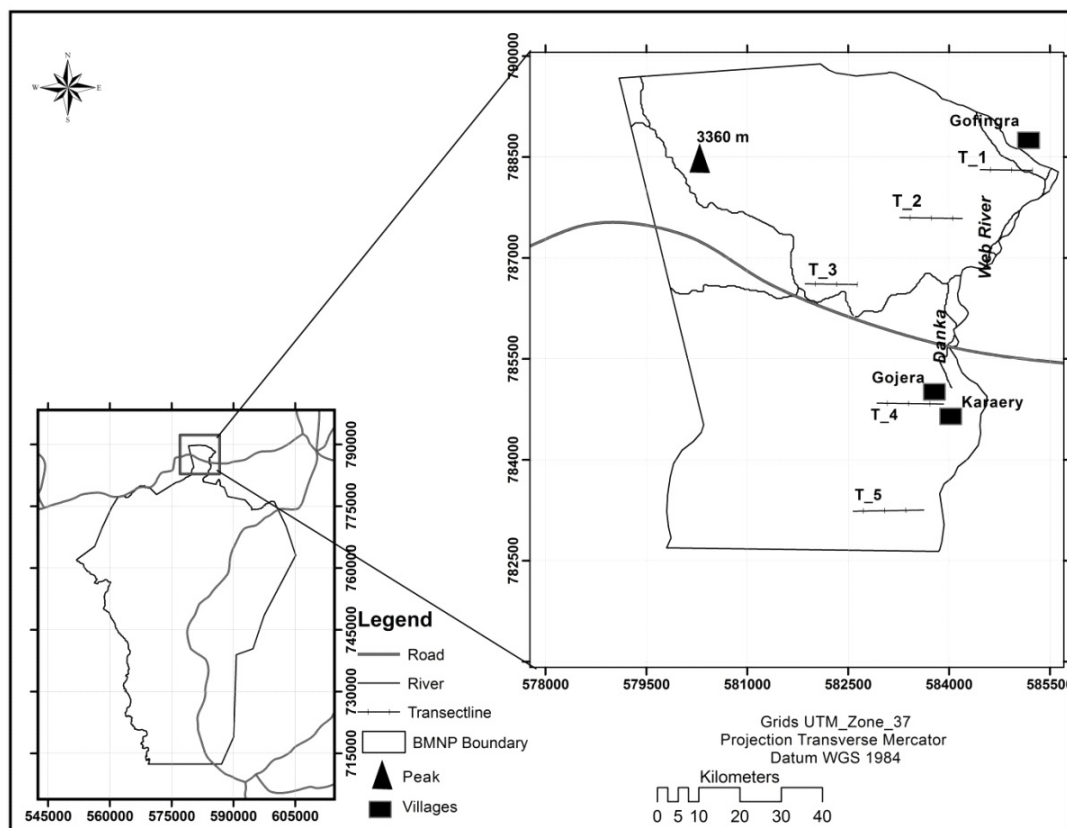 N
W E
S
790000
788500
787000
785500
784000
782500
3360 m
Gofingra
T_1
T_2
Web River
T_3
Danka
Gojera
T_4
Karaery
T_5
578000 579500 581000 582500 584000 585500
790000
775000
760000
745000
730000
715000
545000 560000 575000 590000 605000
Legend
Road
River
Transectline
BMNP Boundary
Peak
Villages
Grids UTM_Zone_37
Projection Transverse Mercator
Datum WGS 1984
Kilometers
0 5 10 20 30 40